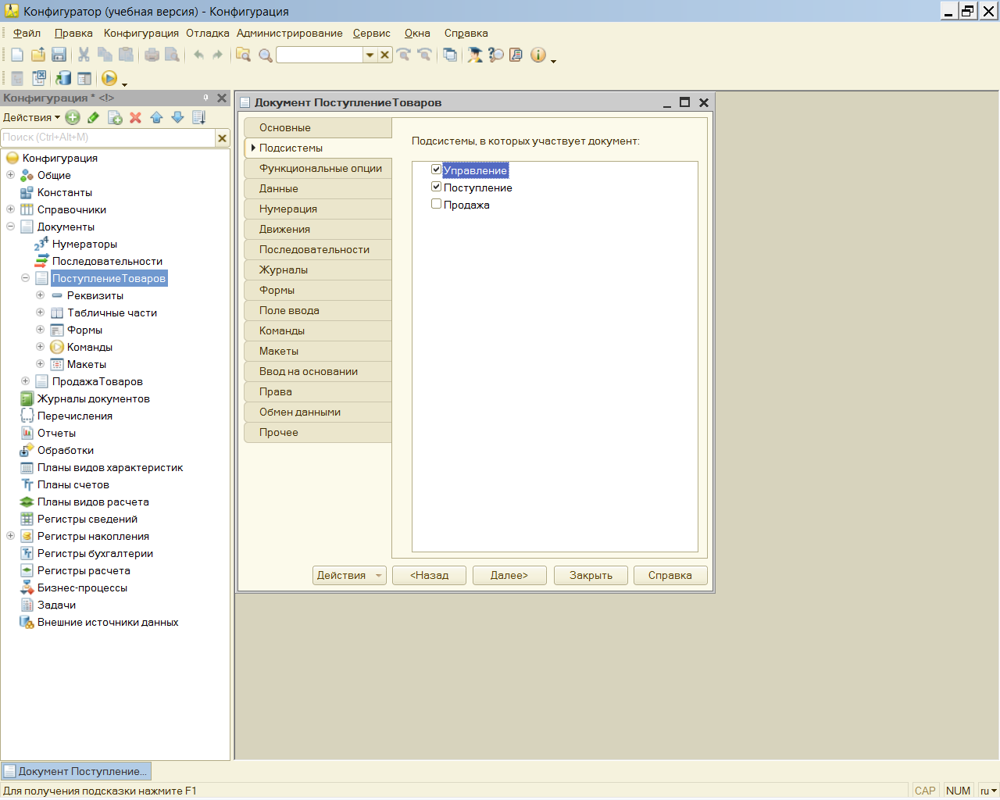 Конфигуратор (учебная версия) - Конфигурация
Файл Правка Конфигурация Отладка Администрирование Сервис Окна Справка
Конфигурация * <!>
Действия
Поиск (Ctrl+Alt+M)
Конфигурация
Общие
Константы
Справочники
Документы
Нумераторы
Последовательности
ПоступлениеТоваров
Реквизиты
Табличные части
Формы
Команды
Макеты
ПродажаТоваров
Журналы документов
Перечисления
Отчеты
Обработки
Планы видов характеристик
Планы счетов
Планы видов расчета
Регистры сведений
Регистры накопления
Регистры бухгалтерии
Регистры расчета
Бизнес-процессы
Задачи
Внешние источники данных
Документ ПоступлениеТоваров
Основные
Подсистемы
Функциональные опции
Данные
Нумерация
Движения
Последовательности
Журналы
Формы
Поле ввода
Команды
Макеты
Ввод на основании
Права
Обмен данными
Прочее
Подсистемы, в которых участвует документ:
Управление
Поступление
Продажа
Действия <Назад Далее> Закрыть Справка
Документ Поступление...
Для получения подсказки нажмите F1
CAP NUM ru